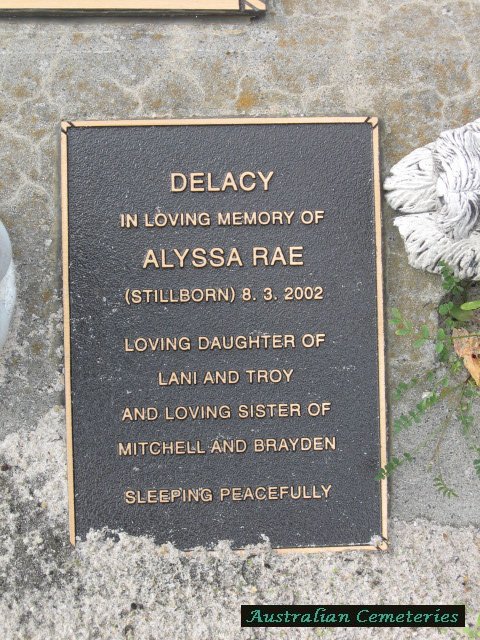 DELACY
IN LOVING MEMORY OF
ALYSSA RAE
(STILLBORN) 8. 3. 2002
LOVING DAUGHTER OF
LANI AND TROY
AND LOVING SISTER OF
MITCHELL AND BRAYDEN
SLEEPING PEACEFULLY
Australian Cemeteries